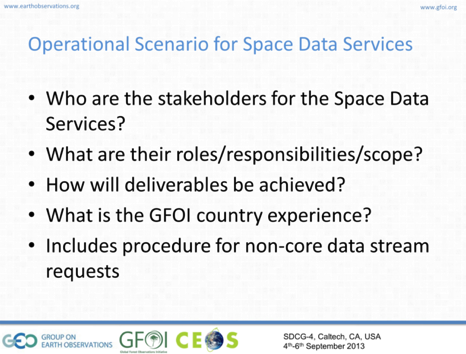 www.earthobservations.org
www.gfoi.org
Operational Scenario for Space Data Services
• Who are the stakeholders for the Space Data
Services?
• What are their roles/responsibilities/scope?
• How will deliverables be achieved?
• What is the GFOI country experience?
• Includes procedure for non-core data stream
requests
GEO GROUP ON
EARTH OBSERVATIONS
GFOI
Global Forest Observations Initiative
CEOS
SDCG-4, Caltech, CA, USA
4th-6th September 2013